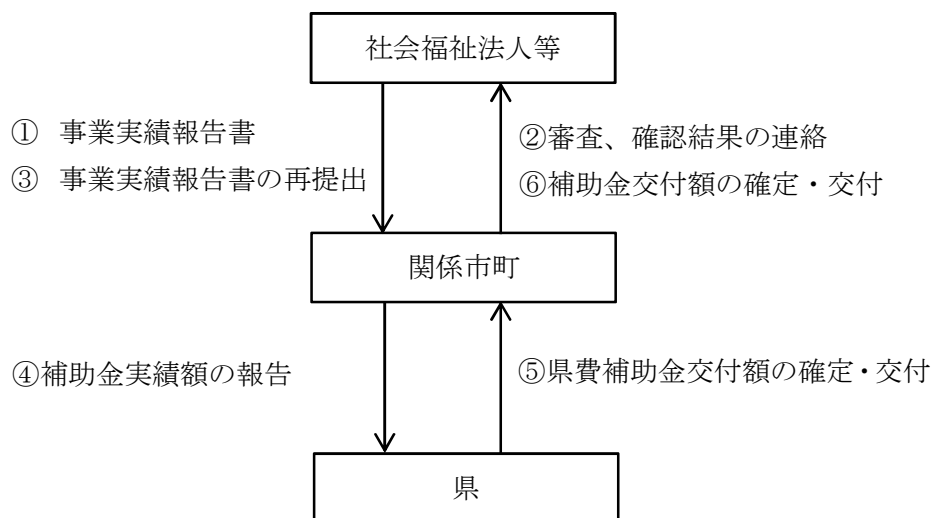 社会福祉法人等
① 事業実績報告書
③ 事業実績報告書の再提出
②審査、確認結果の連絡
⑥補助金交付額の確定・交付
関係市町
④補助金実績額の報告
⑤県費補助金交付額の確定・交付
県